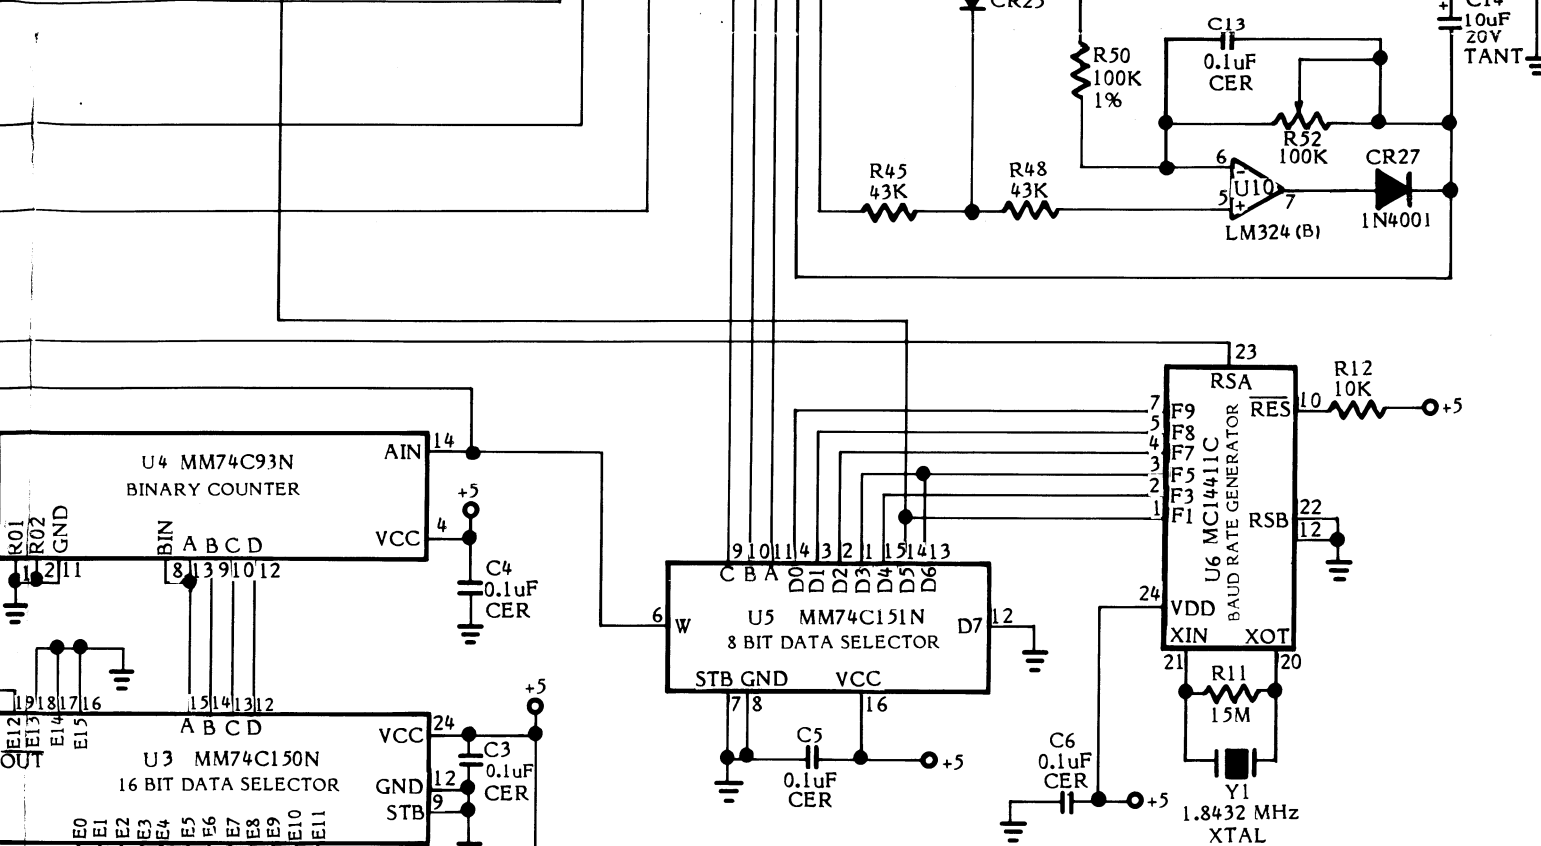 CR25
C14
+
10uF
20V
TANT
C13
0.1uF
CER
R50
100K
1%
R52
100K
R45
43K
R48
43K
6
5
-
+
U10
7
LM324 (B)
CR27
1N4001
23
RSA
R12
10K
10
RES
+5
7 F9
5 F8
4 F7
3 F5
2 F3
1 F1
U6 MC14411C
BAUD RATE GENERATOR
RSB
22
12
24 VDD
XIN
XOT
21
20
R11
15M
Y1
1.8432 MHz
XTAL
C6
0.1uF
CER
+5
AIN 14
U4 MM74C93N
BINARY COUNTER
+5
VCC 4
R01
R02
GND
BIN
A B C D
1 2 11
8 13 9 10 12
C4
0.1uF
CER
9 10 11 4 3 2 1 15 14 13
C B A D0 D1 D2 D3 D4 D5 D6
U5 MM74C151N
8 BIT DATA SELECTOR
6 W
D7 12
STB GND
VCC
7 8
16
C5
0.1uF
CER
+5
19 18 17 16
E12
E13
E14
E15
OUT
15 14 13 12
A B C D
U3 MM74C150N
16 BIT DATA SELECTOR
+5
VCC 24
C3
0.1uF
CER
GND 12
STB 9
E0 E1 E2 E3 E4 E5 E6 E7 E8 E9 E10 E11